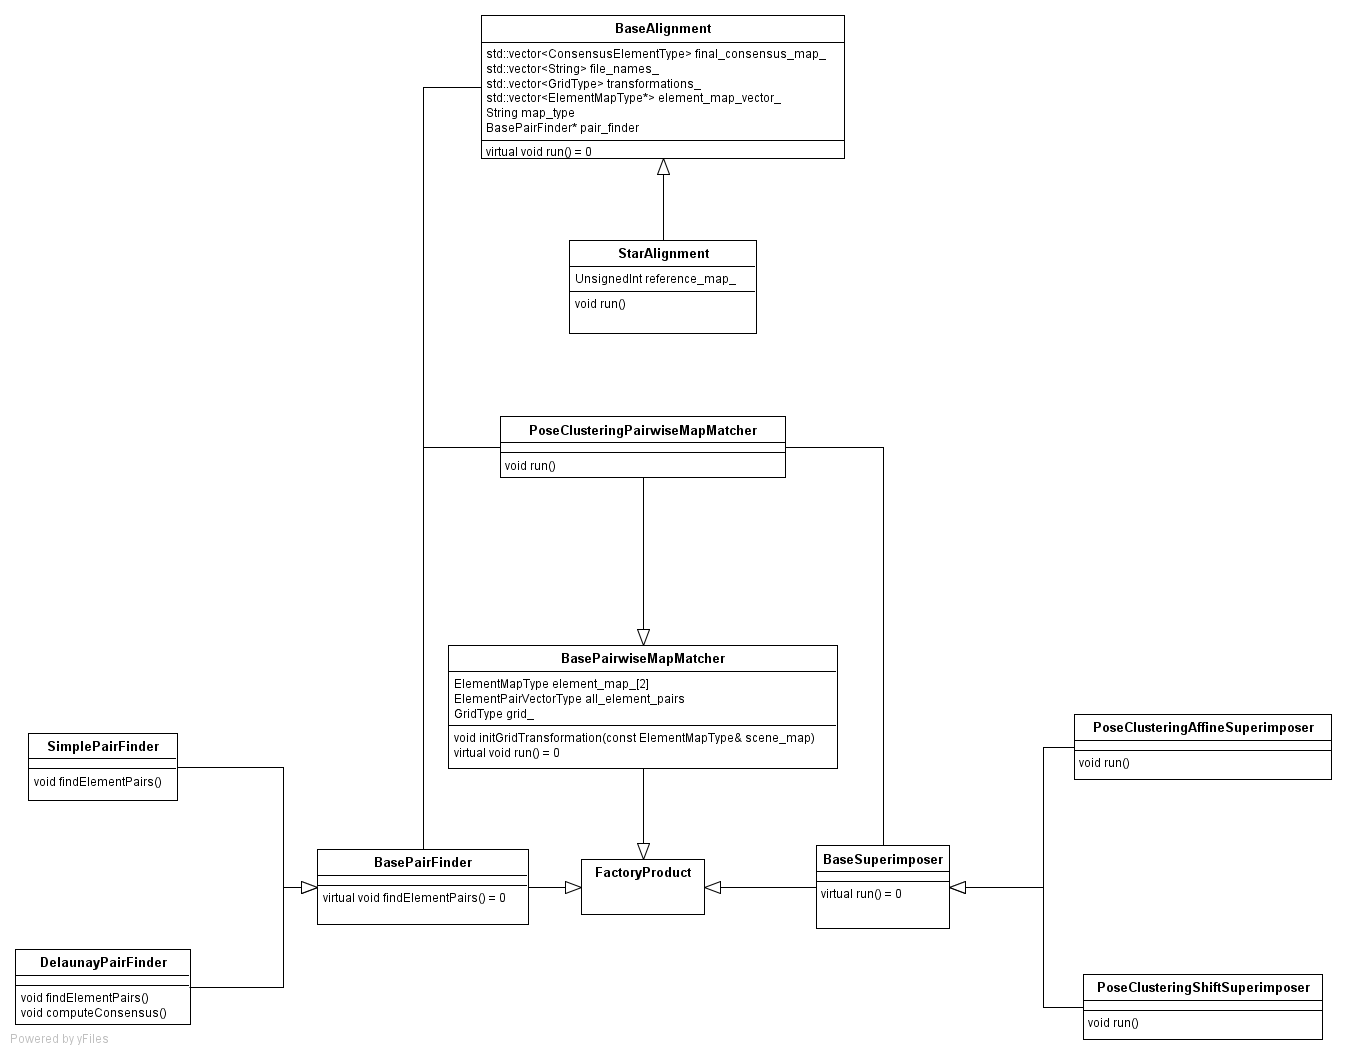 BaseAlignment
std::vector<ConsensusElementType> final_consensus_map_
std::vector<String> file_names_
std::vector<GridType> transformations_
std::vector<ElementMapType*> element_map_vector_
String map_type
BasePairFinder* pair_finder
virtual void run() = 0
StarAlignment
UnsignedInt reference_map_
void run()
PoseClusteringPairwiseMapMatcher
void run()
BasePairwiseMapMatcher
ElementMapType element_map_[2]
ElementPairVectorType all_element_pairs
GridType grid_
void initGridTransformation(const ElementMapType& scene_map)
virtual void run() = 0
PoseClusteringAffineSuperimposer
void run()
SimplePairFinder
void findElementPairs()
BasePairFinder
virtual void findElementPairs() = 0
FactoryProduct
BaseSuperimposer
virtual run() = 0
DelaunayPairFinder
void findElementPairs()
void computeConsensus()
PoseClusteringShiftSuperimposer
void run()
Powered by yFiles